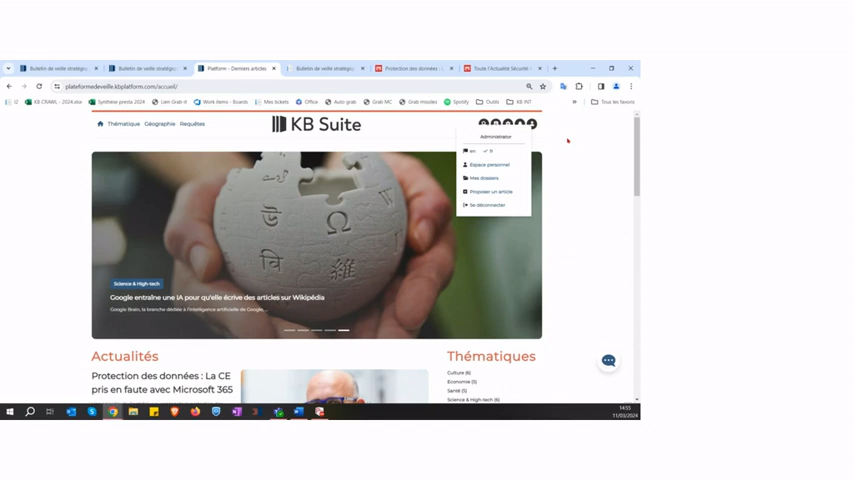 Bulletin de veille stratégiq
Bulletin de veille stratégiq
Platform - Derniers articles
Bulletin de veille stratégiq
Protection des données :
Toute l'Actualité Sécurité
plateformedeveille.kbplatform.com/accueil/
KB CRAWL - 2024.xlsx
Synthèse presta 2024
Lien Grab-it
Work items - Boards
Mes tickets
Office
Auto grab
Grab MC
Grab missiles
Spotify
Outils
KB INT
Tous les favoris
Thématique
Géographie
Requêtes
KB Suite
Administrator
en
fr
Espace personnel
Mes dossiers
Proposer un article
Se déconnecter
Science & High-tech
Google entraîne une IA pour qu'elle écrive des articles sur Wikipédia
Google Brain, la branche dédiée à l'intelligence artificielle de Google,...
Actualités
Thématiques
Protection des données : La CE
pris en faute avec Microsoft 365
Culture (6)
Economie (5)
Santé (5)
Science & High-tech (6)
14:55
11/03/2024